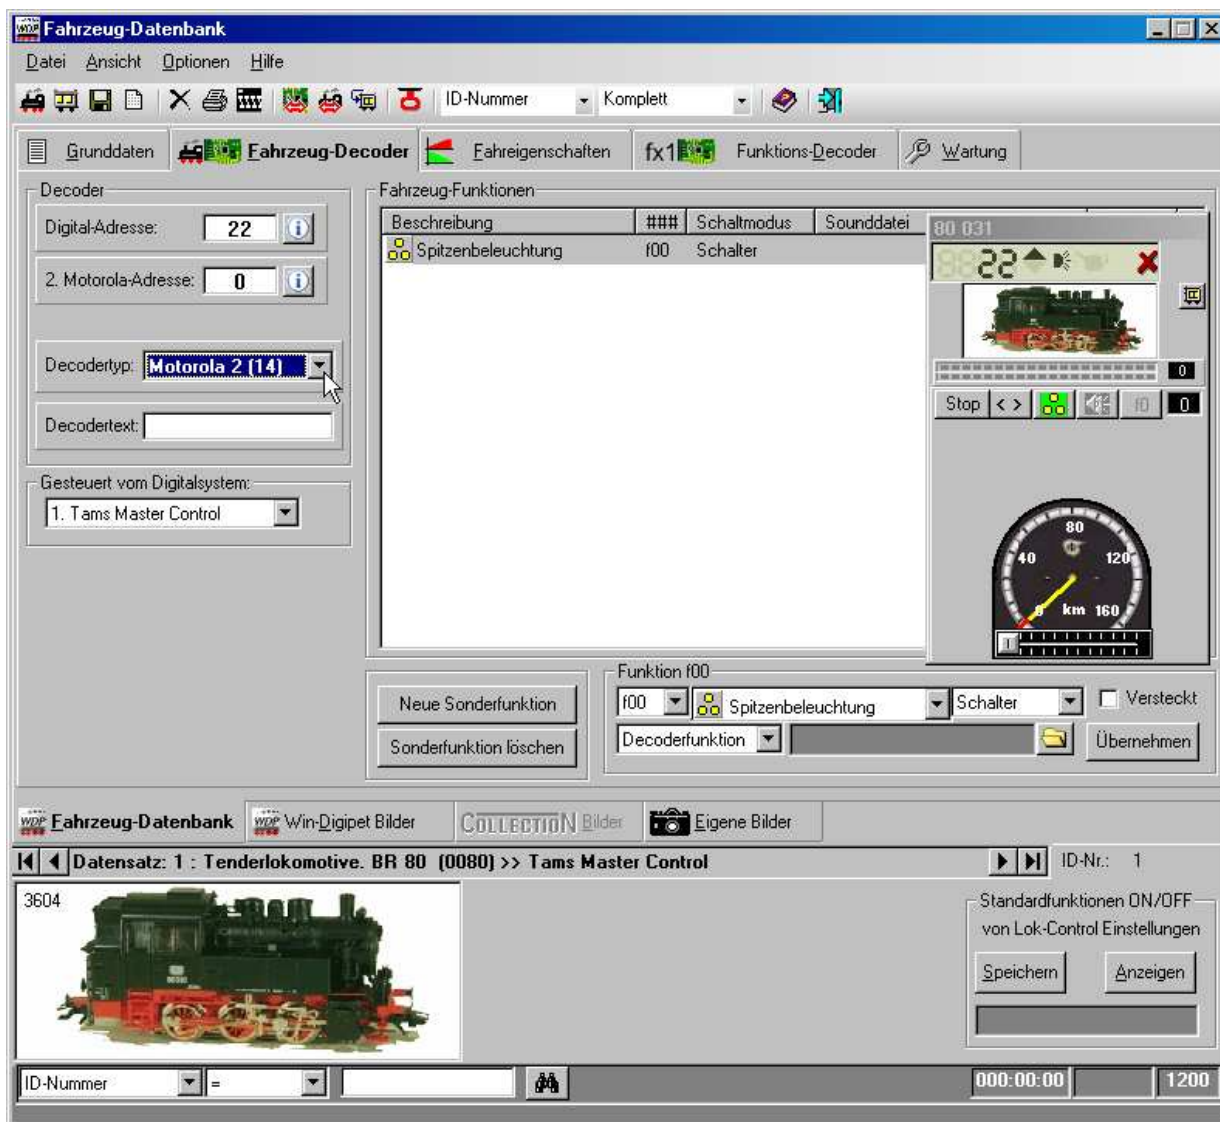 Fahrzeug-Datenbank
Datei Ansicht Optionen Hilfe
ID-Nummer Komplett
Grunddaten Fahrzeug-Decoder Fahreigenschaften fx1 Funktions-Decoder Wartung
Decoder
Digital-Adresse: 22
2. Motorola-Adresse: 0
Decodertyp: Motorola 2 (14)
Decodertext:
Gesteuert vom Digitalsystem:
1. Tams Master Control
Fahrzeug-Funktionen
Beschreibung ### Schaltmodus Sounddatei
Spitzenbeleuchtung f00 Schalter
80 031
22
0
Stop < > f0 0
80
40 120
0 km 160
Neue Sonderfunktion
Sonderfunktion löschen
Funktion f00
f00 Spitzenbeleuchtung Schalter Versteckt
Decoderfunktion Übernehmen
WDP Fahrzeug-Datenbank WDP Win-Digipet Bilder COLLECTION Bilder Eigene Bilder
Datensatz: 1 : Tenderlokomotive. BR 80 (0080) >> Tams Master Control ID-Nr.: 1
3604
Standardfunktionen ON/OFF
von Lok-Control Einstellungen
Speichern Anzeigen
ID-Nummer = 000:00:00 1200